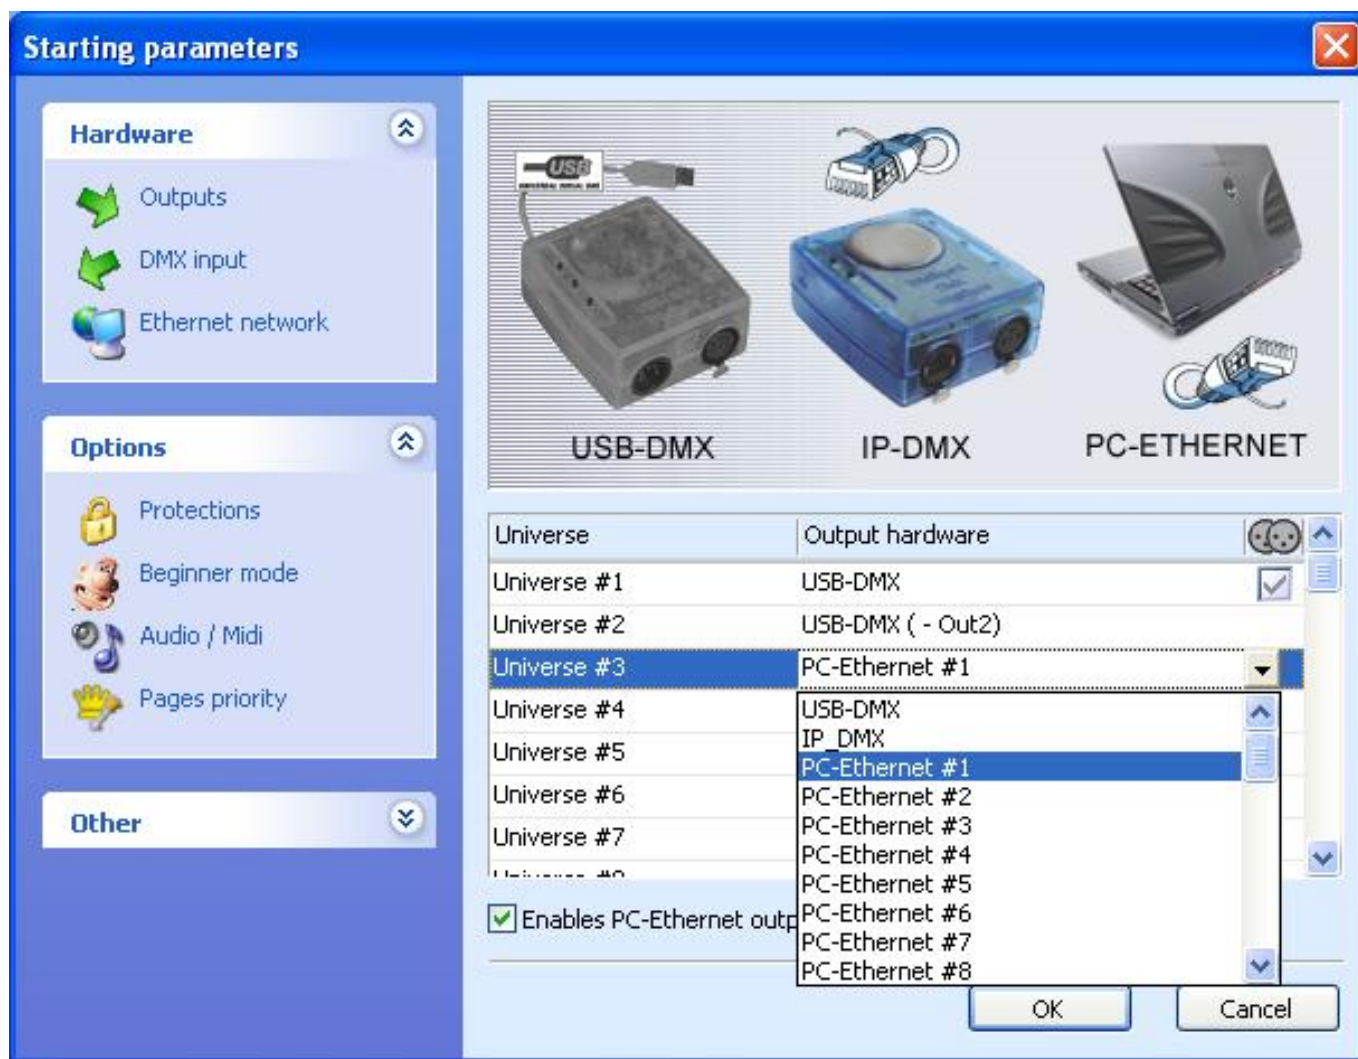 Starting parameters
Hardware
Outputs
DMX input
Ethernet network
Options
Protections
Beginner mode
Audio / Midi
Pages priority
Other
USB
USB-DMX
IP-DMX
PC-ETHERNET
Universe Output hardware
Universe #1 USB-DMX
Universe #2 USB-DMX ( - Out2)
Universe #3 PC-Ethernet #1
Universe #4
Universe #5
Universe #6
Universe #7
USB-DMX
IP_DMX
PC-Ethernet #1
PC-Ethernet #2
PC-Ethernet #3
PC-Ethernet #4
PC-Ethernet #5
PC-Ethernet #6
PC-Ethernet #7
PC-Ethernet #8
Enables PC-Ethernet outp
OK Cancel